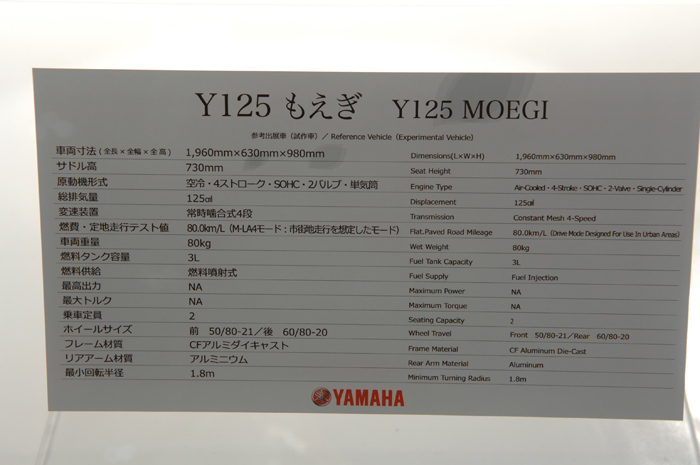 Y125 もえぎ Y125 MOEGI
参考出展車（試作車）／ Reference Vehicle (Experimental Vehicle)
車両寸法（全長×全幅×全高） 1,960mm×630mm×980mm Dimensions(L×W×H) 1,960mm×630mm×980mm
サドル高 730mm Seat Height 730mm
原動機形式 空冷・4ストローク・SOHC・2バルブ・単気筒 Engine Type Air-Cooled・4-Stroke・SOHC・2-Valve・Single-Cylinder
総排気量 125㎤ Displacement 125㎤
変速装置 常時噛合式4段 Transmission Constant Mesh 4-Speed
燃費・定地走行テスト値 80.0km/L（M-LA4モード：市街地走行を想定したモード） Flat.Paved Road Mileage 80.0km/L (Drive Mode Designed For Use In Urban Areas)
車両重量 80kg Wet Weight 80kg
燃料タンク容量 3L Fuel Tank Capacity 3L
燃料供給 燃料噴射式 Fuel Supply Fuel Injection
最高出力 NA Maximum Power NA
最大トルク NA Maximum Torque NA
乗車定員 2 Seating Capacity 2
ホイールサイズ 前 50/80-21／後 60/80-20 Wheel Travel Front 50/80-21／Rear 60/80-20
フレーム材質 CFアルミダイキャスト Frame Material CF Aluminum Die-Cast
リアアーム材質 アルミニウム Rear Arm Material Aluminum
最小回転半径 1.8m Minimum Turning Radius 1.8m
YAMAHA